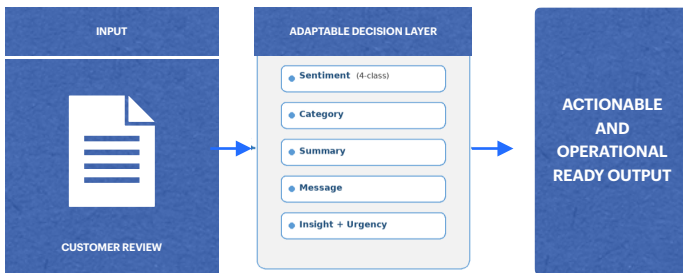 INPUT
CUSTOMER REVIEW
ADAPTABLE DECISION LAYER
Sentiment (4-class)
Category
Summary
Message
Insight + Urgency
ACTIONABLE
AND
OPERATIONAL
READY OUTPUT